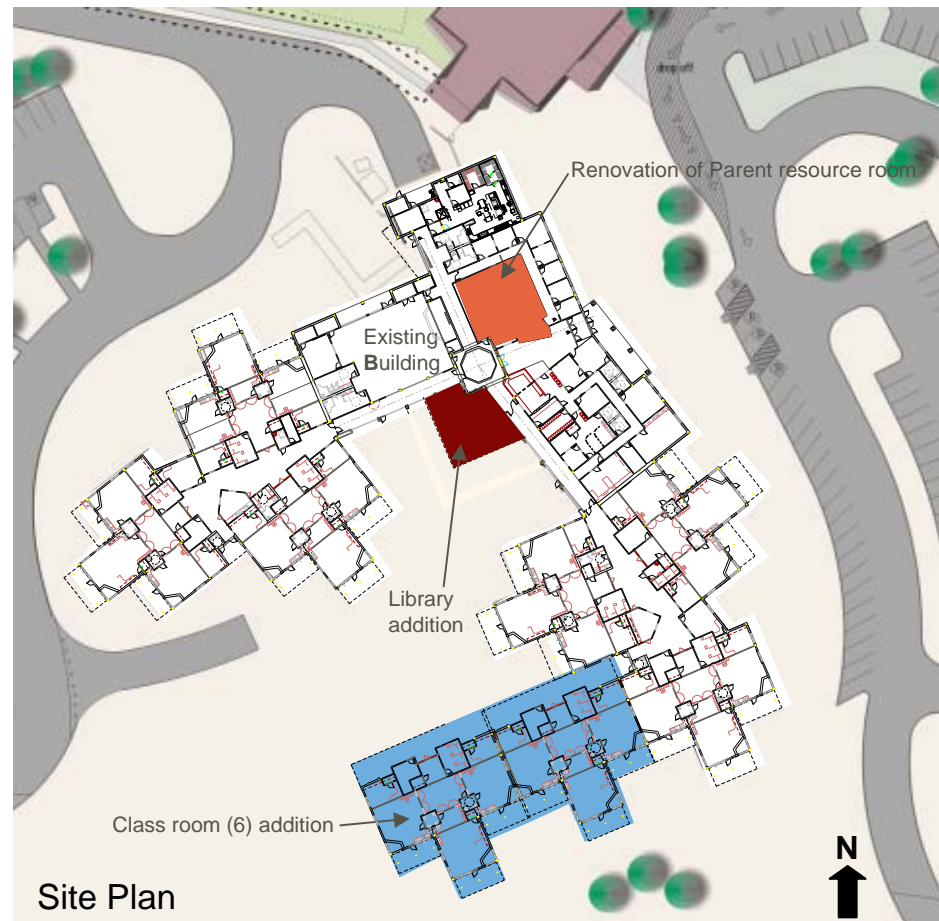 drop off
Renovation of Parent resource room
Existing
Building
Library
addition
Class room (6) addition
Site Plan
N